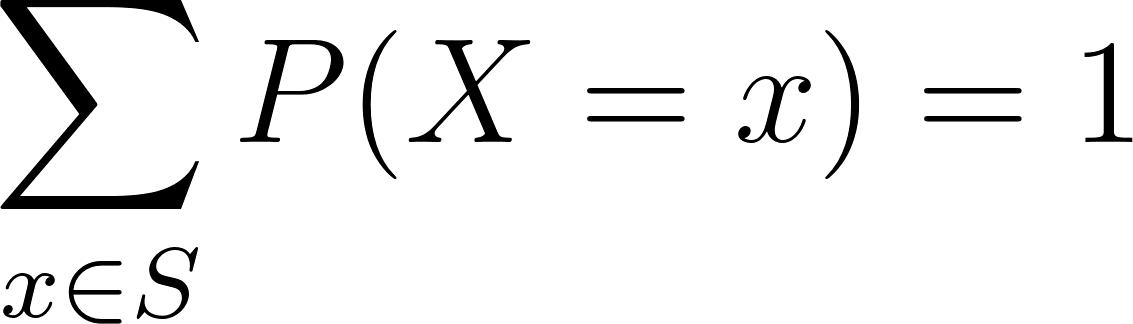 ∑ P(X = x) = 1
x∈S